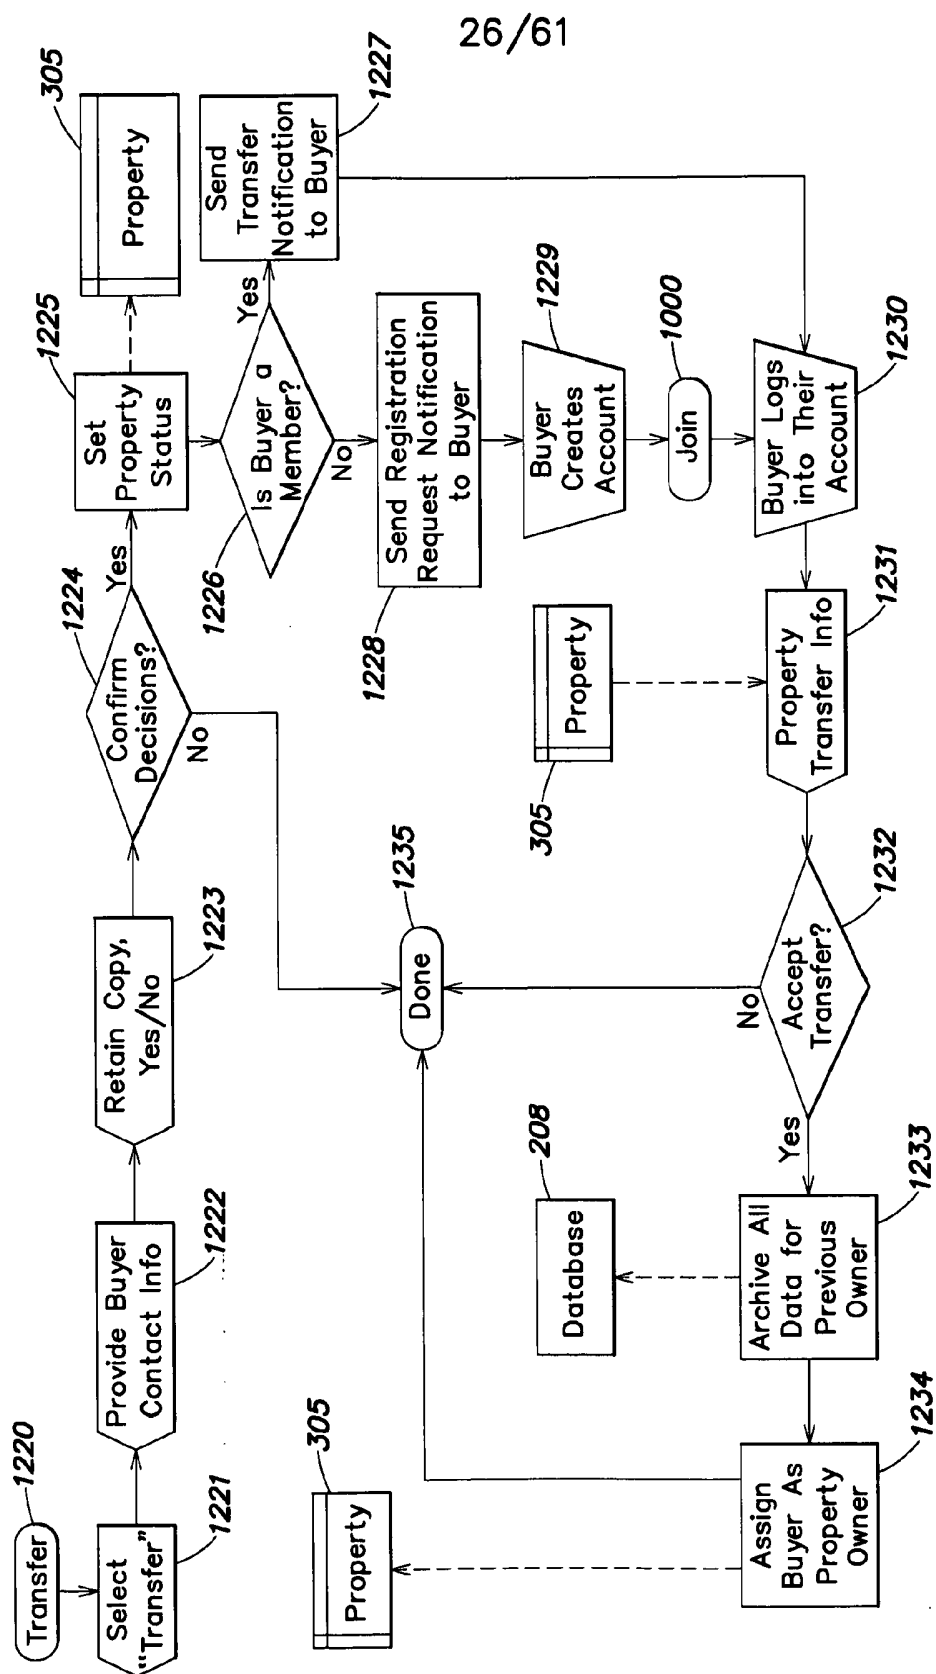 26/61
1220
Transfer
Select
“Transfer”
1221
Provide Buyer
Contact Info
1222
Retain Copy,
Yes/No
1223
Confirm
Decisions?
1224
Yes
No
Set
Property
Status
1225
Property
305
Is Buyer a
Member?
1226
Yes
No
Send
Transfer
Notification
to Buyer
1227
Send Registration
Request Notification
to Buyer
1228
Buyer
Creates
Account
1229
Join
1000
Buyer Logs
into Their
Account
1230
Property
305
Property
Transfer Info
1231
Accept
Transfer?
1232
No
Yes
Done
1235
Database
208
Archive All
Data for
Previous
Owner
1233
Assign
Buyer As
Property
Owner
1234
Property
305